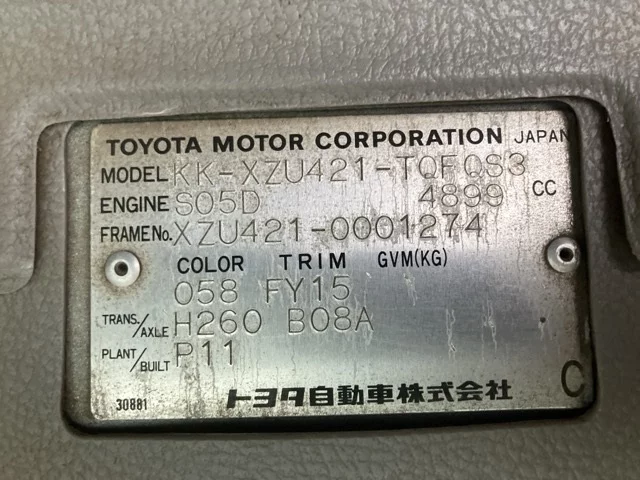 TOYOTA MOTOR CORPORATION JAPAN
MODEL KK-XZU421-TQFQS3
ENGINE S05D 4899 CC
FRAME No. XZU421-0001274
COLOR TRIM GVM(KG)
058 FY15
TRANS./AXLE H260 B08A
PLANT/BUILT P11
30881 トヨタ自動車株式会社 C